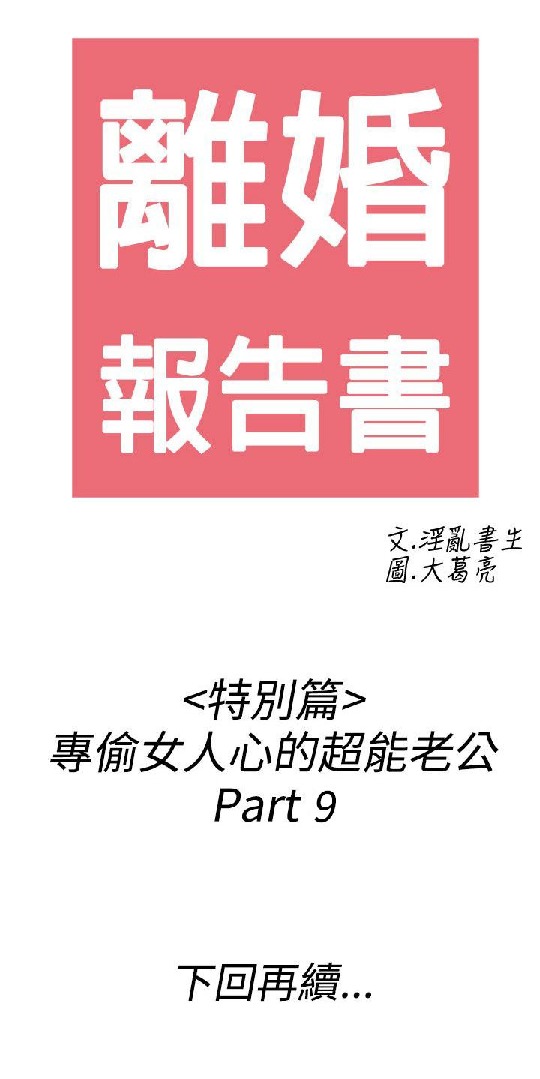 離婚
報告書
文.淫亂書生
圖.大葛亮
<特別篇>
專偷女人心的超能老公
Part 9
下回再續...